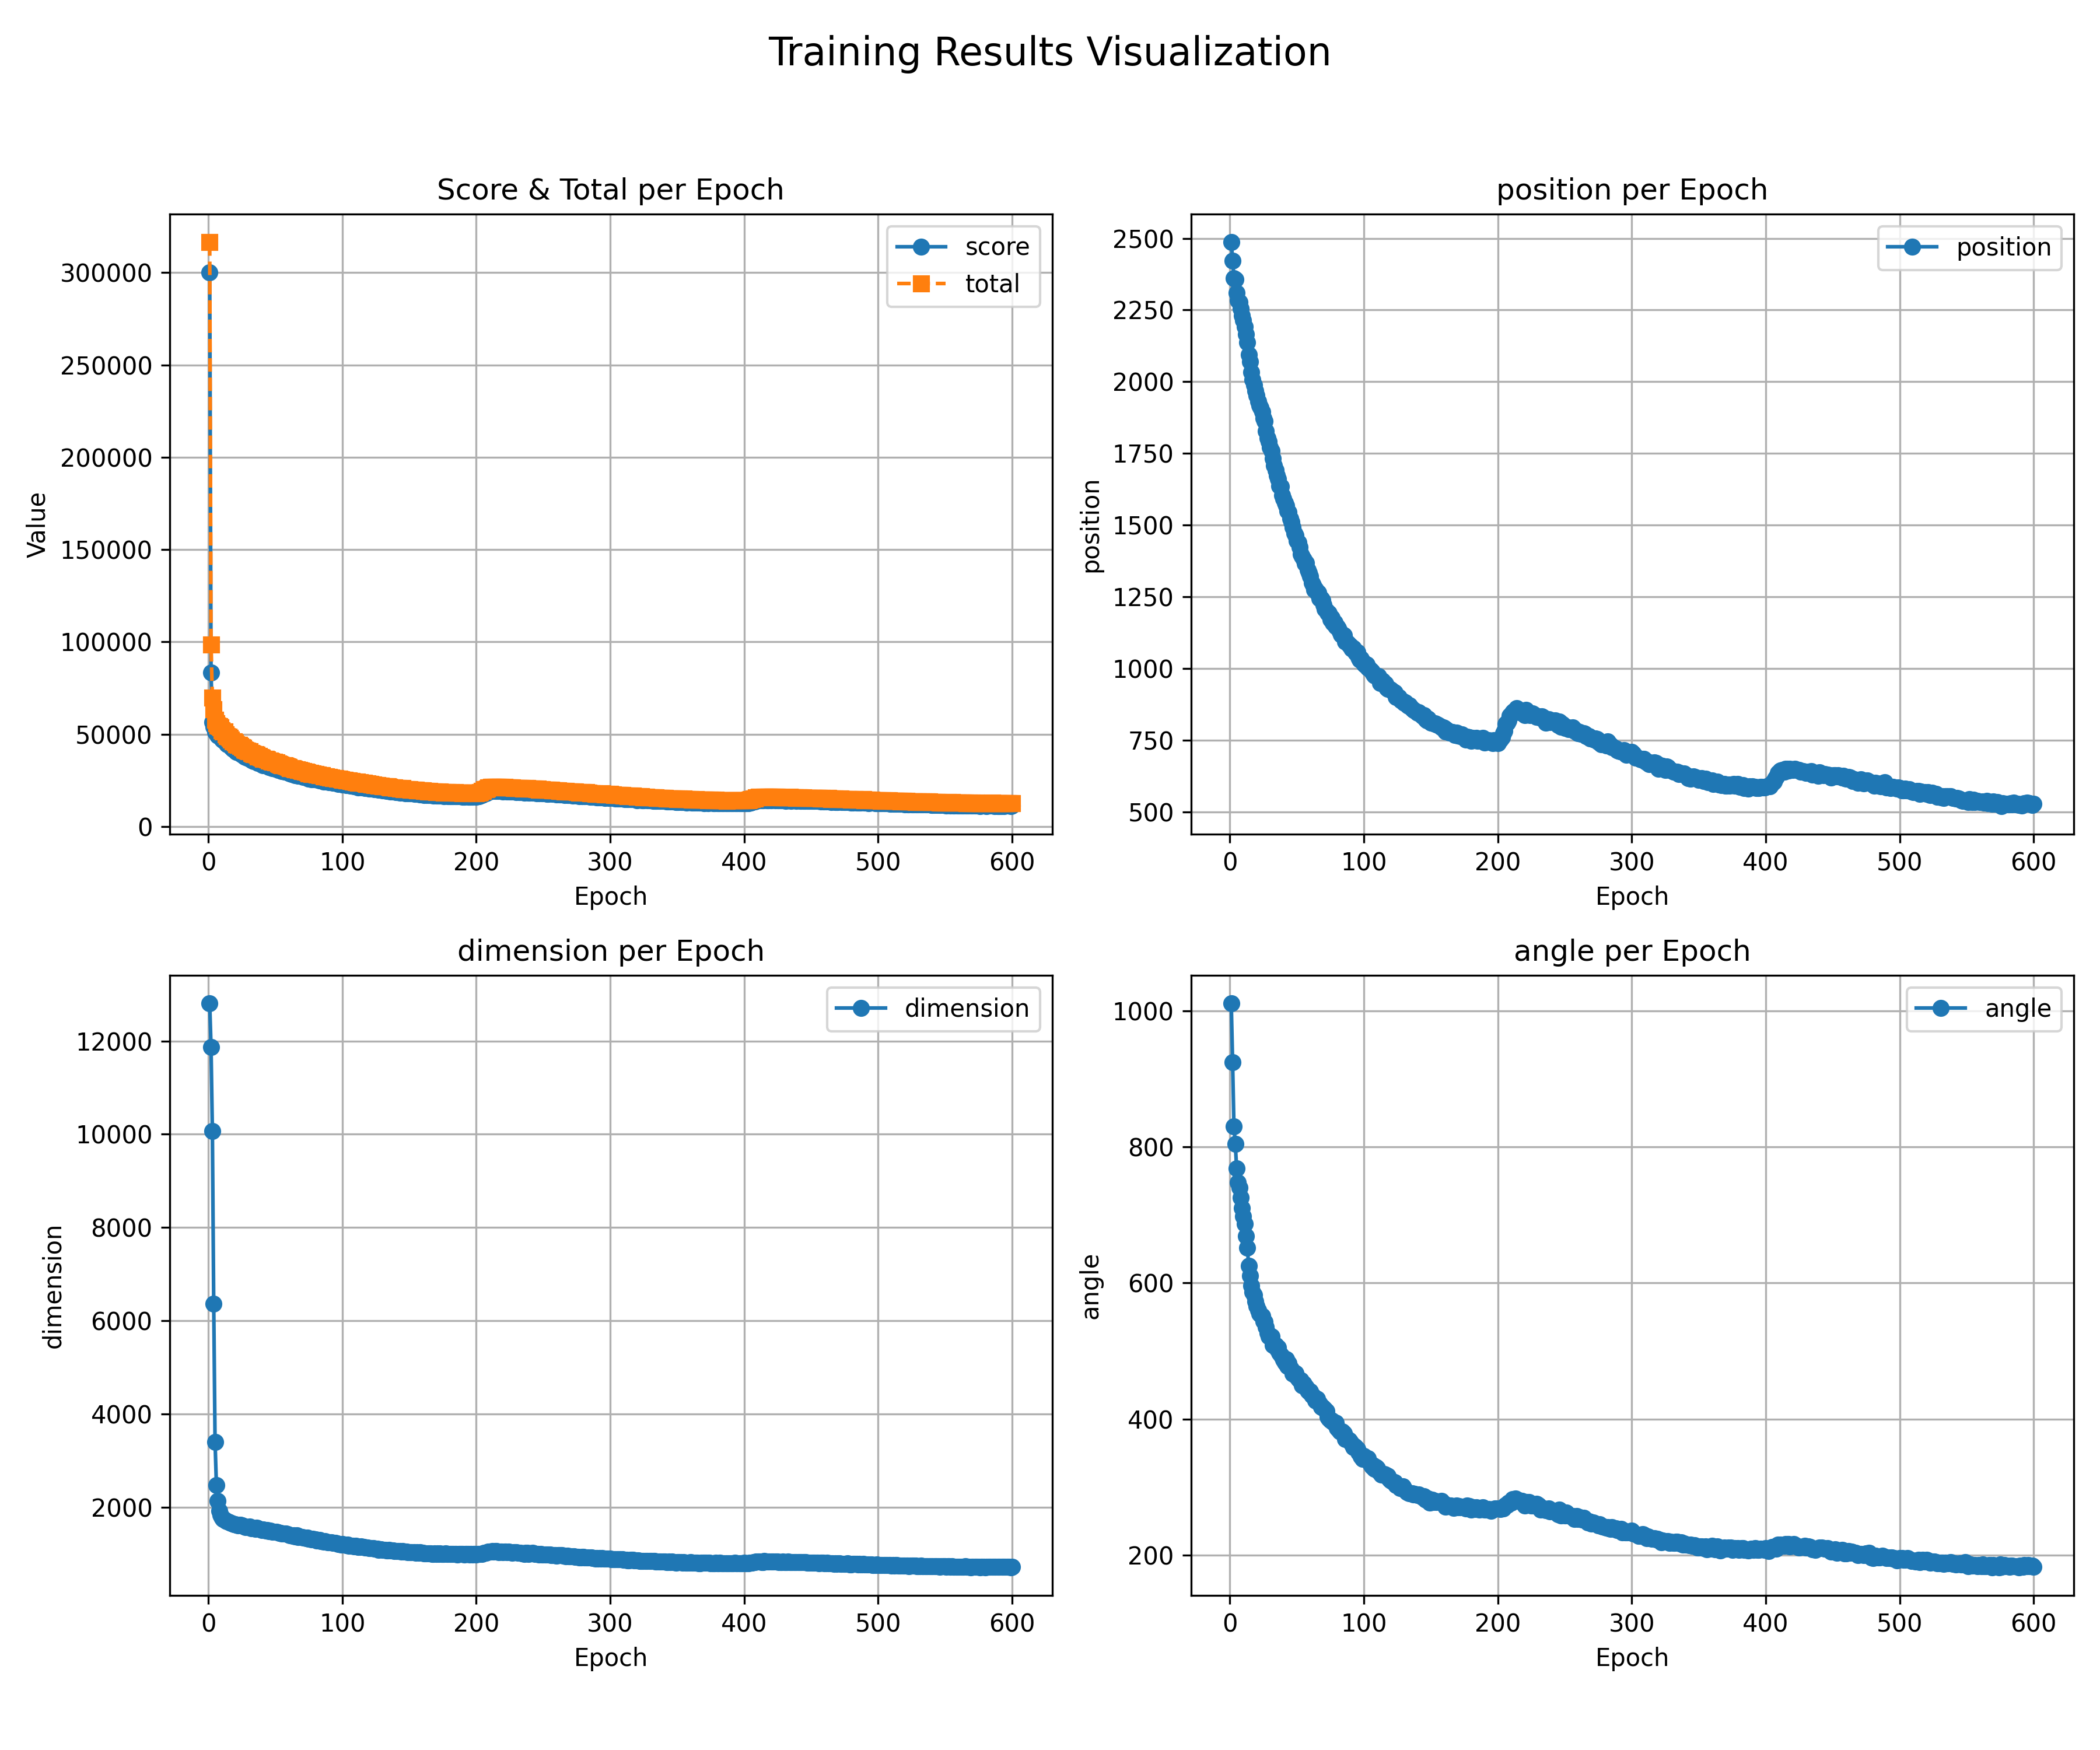 Training Results Visualization
Score & Total per Epoch
Value
300000
250000
200000
150000
100000
50000
0
score
total
0 100 200 300 400 500 600
Epoch
position per Epoch
position
2500
2250
2000
1750
1500
1250
1000
750
500
position
0 100 200 300 400 500 600
Epoch
dimension per Epoch
dimension
12000
10000
8000
6000
4000
2000
dimension
0 100 200 300 400 500 600
Epoch
angle per Epoch
angle
1000
800
600
400
200
angle
0 100 200 300 400 500 600
Epoch